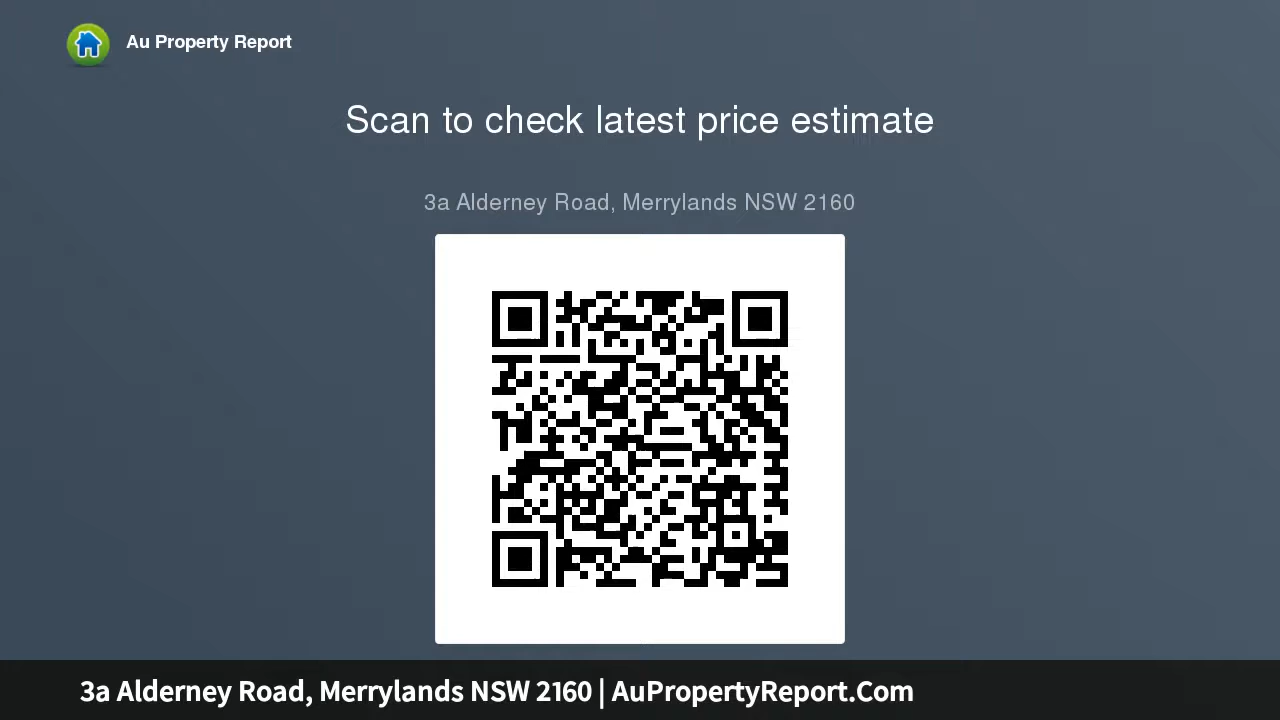 Au Property Report
Scan to check latest price estimate
3a Alderney Road, Merrylands NSW 2160
3a Alderney Road, Merrylands NSW 2160 | AuPropertyReport.Com